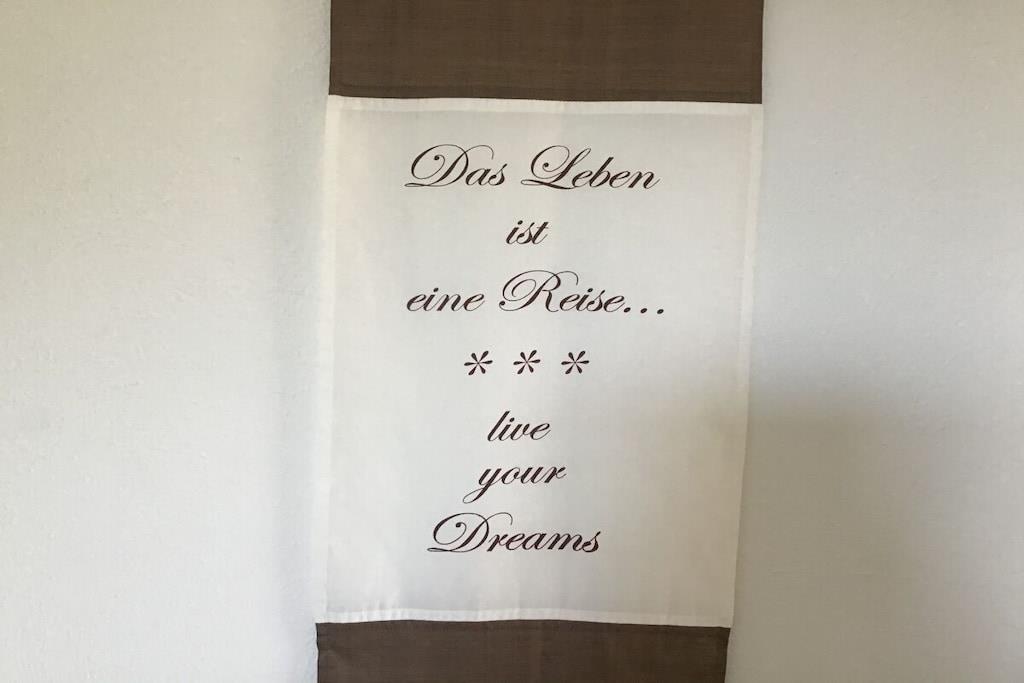 Das Leben
ist
eine Reise...
* * *
live
your
Dreams